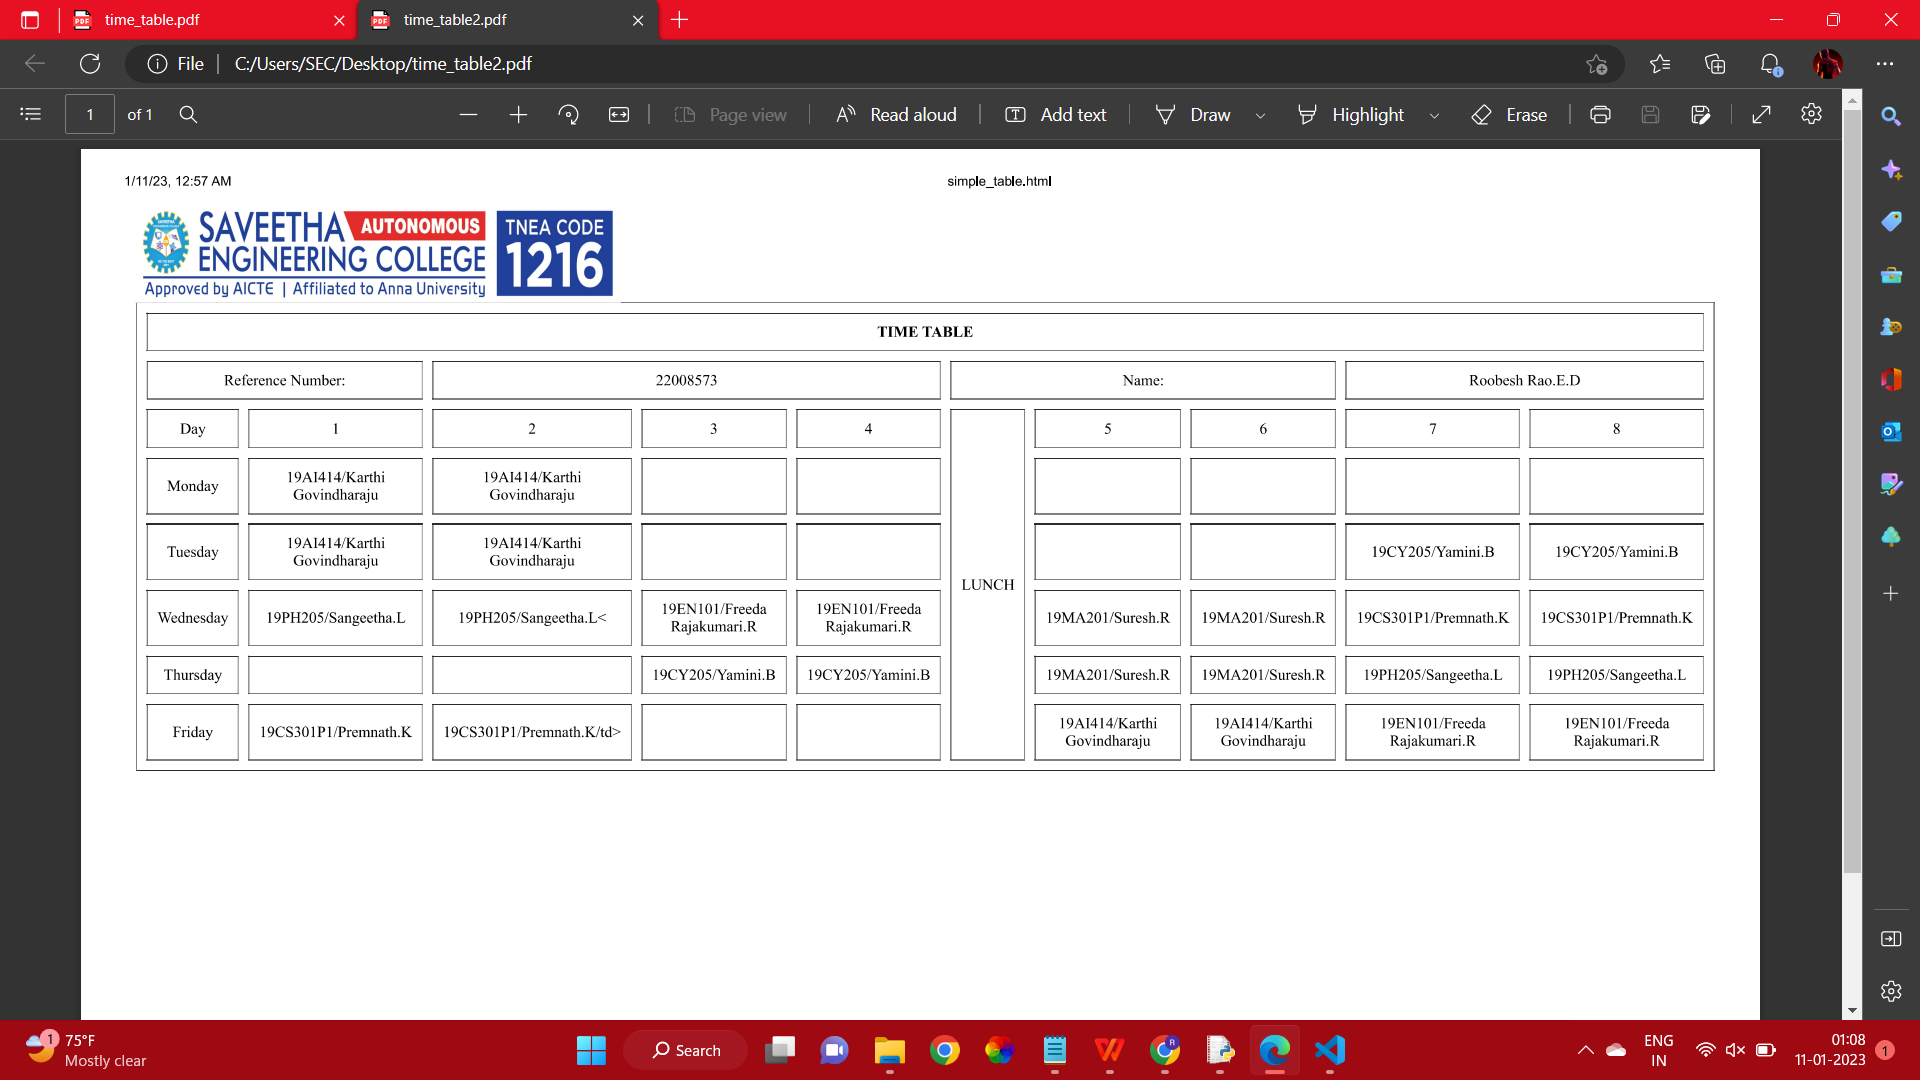 time_table.pdf
time_table2.pdf
File
C:/Users/SEC/Desktop/time_table2.pdf
1 of 1
Page view
Read aloud
Add text
Draw
Highlight
Erase
1/11/23, 12:57 AM
simple_table.html
SAVEETHA AUTONOMOUS
ENGINEERING COLLEGE
Approved by AICTE | Affiliated to Anna University
TNEA CODE
1216
TIME TABLE
Reference Number: 22008573 Name: Roobesh Rao.E.D
Day 1 2 3 4 LUNCH 5 6 7 8
Monday 19AI414/Karthi Govindharaju 19AI414/Karthi Govindharaju
Tuesday 19AI414/Karthi Govindharaju 19AI414/Karthi Govindharaju 19CY205/Yamini.B 19CY205/Yamini.B
Wednesday 19PH205/Sangeetha.L 19PH205/Sangeetha.L< 19EN101/Freeda Rajakumari.R 19EN101/Freeda Rajakumari.R 19MA201/Suresh.R 19MA201/Suresh.R 19CS301P1/Premnath.K 19CS301P1/Premnath.K
Thursday 19CY205/Yamini.B 19CY205/Yamini.B 19MA201/Suresh.R 19MA201/Suresh.R 19PH205/Sangeetha.L 19PH205/Sangeetha.L
Friday 19CS301P1/Premnath.K 19CS301P1/Premnath.K/td> 19AI414/Karthi Govindharaju 19AI414/Karthi Govindharaju 19EN101/Freeda Rajakumari.R 19EN101/Freeda Rajakumari.R
1
75°F
Mostly clear
Search
ENG
IN
01:08
11-01-2023
1